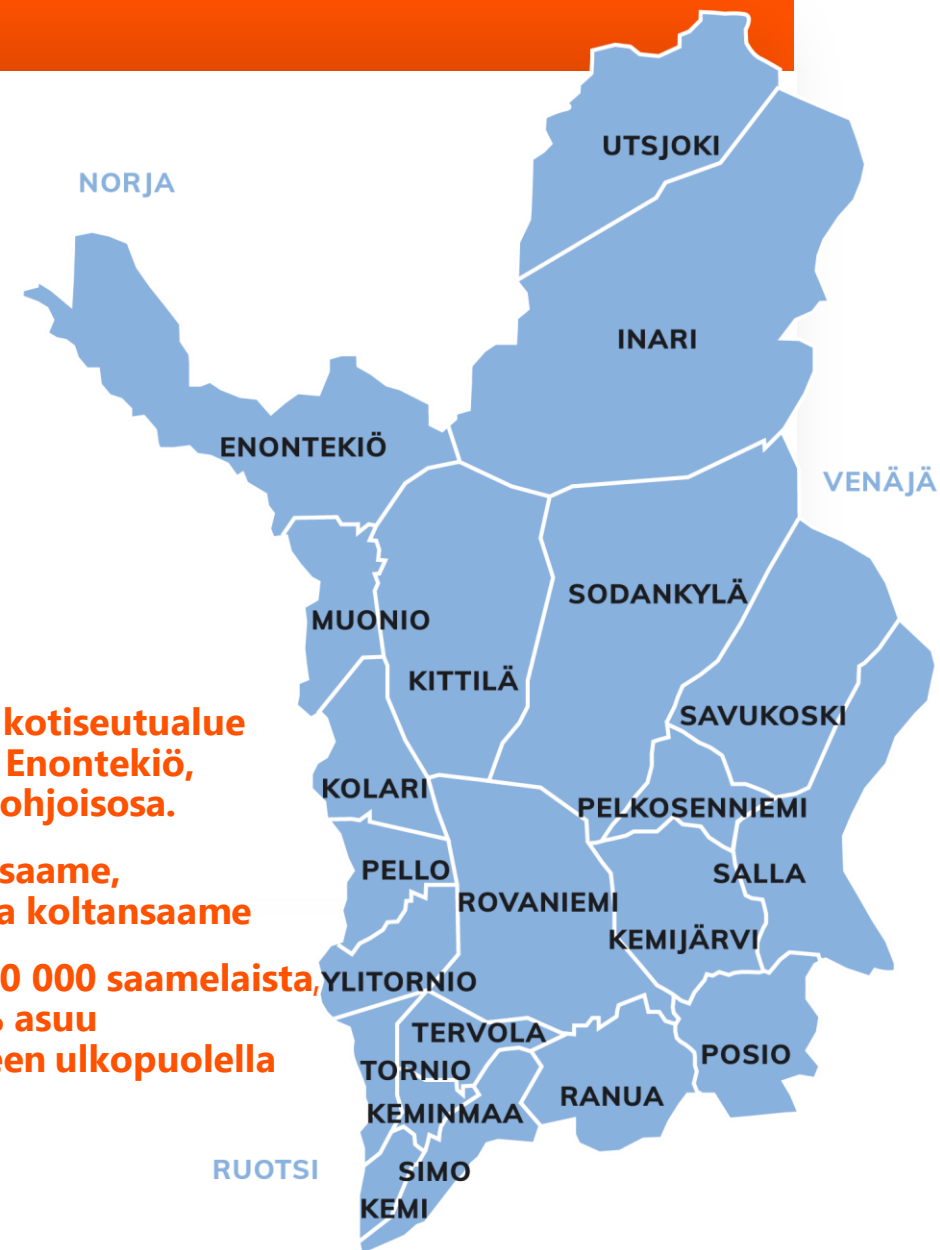 UTSJOKI
NORJA
INARI
ENONTEKIÖ
VENÄJÄ
SODANKYLÄ
MUONIO
KITTILÄ
SAVUKOSKI
kotiseutualue
Enontekiö,
ohjoisosa.
KOLARI
PELKOSENNIEMI
saame,
a koltansaame
PELLO
SALLA
ROVANIEMI
KEMIJÄRVI
0 000 saamelaista,
asuu
een ulkopuolella
YLITORNIO
TERVOLA
POSIO
TORNIO
RANUA
KEMINMAA
RUOTSI
SIMO
KEMI